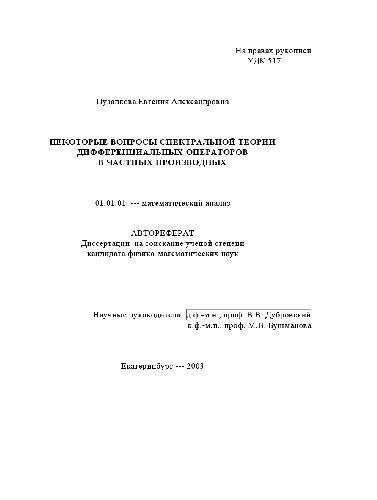 На правах рукописи
УДК 517
Пузанкова Евгения Александровна
НЕКОТОРЫЕ ВОПРОСЫ СПЕКТРАЛЬНОЙ ТЕОРИИ
ДИФФЕРЕНЦИАЛЬНЫХ ОПЕРАТОРОВ
В ЧАСТНЫХ ПРОИЗВОДНЫХ
01.01.01 --- математический анализ
АВТОРЕФЕРАТ
Диссертации на соискание ученой степени
кандидата физико-математических наук
Научные руководители д.ф.-м.н., проф. В.В. Дубровский
к.ф.-м.н., проф. М.В. Бушманова
Екатеринбург --- 2003